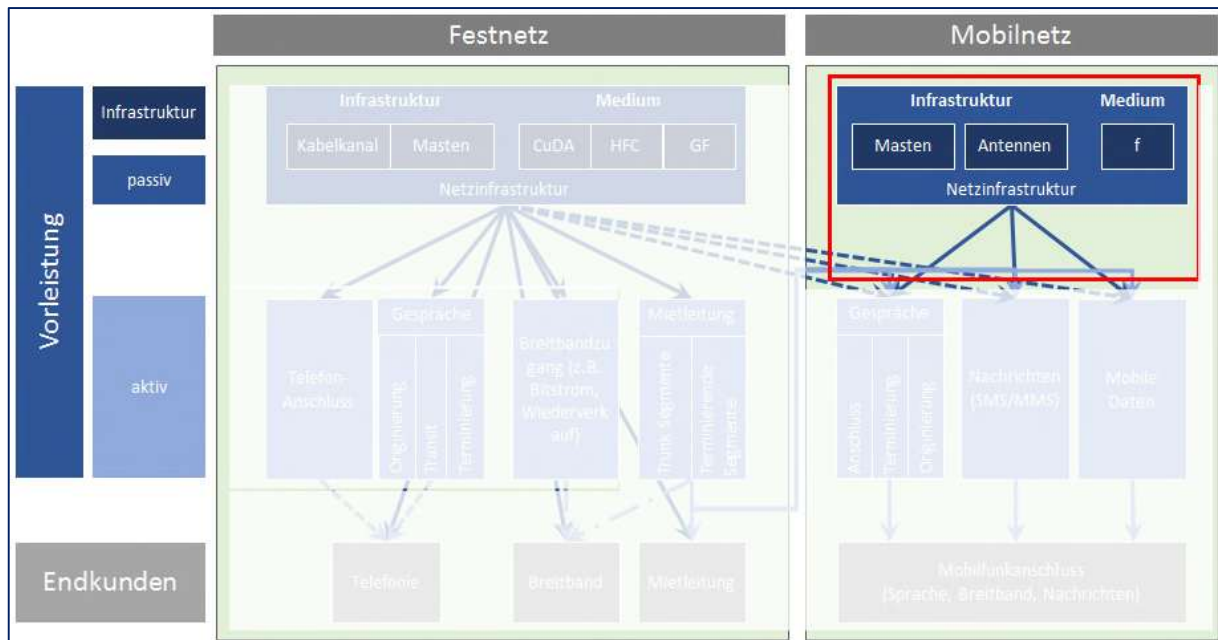 Festnetz
Mobilnetz
Vorleistung
Infrastruktur
passiv
aktiv
Endkunden
Infrastruktur
Medium
Kabelkanal
Masten
CuDA
HFC
GF
Netzinfrastruktur
Infrastruktur
Medium
Masten
Antennen
f
Netzinfrastruktur
Telefon-
Anschluss
Gespräche
Originierung
Transit
Terminierung
Breitbandzu
gang (z.B.
Bitstrom,
Wiederverk
auf)
Mietleitung
Trunk Segmente
Terminierende
Segmente
Gespräche
Anschluss
Terminierung
Originierung
Nachrichten
(SMS/MMS)
Mobile
Daten
Telefonie
Breitband
Mietleitung
Mobilfunkanschluss
(Sprache, Breitband, Nachrichten)